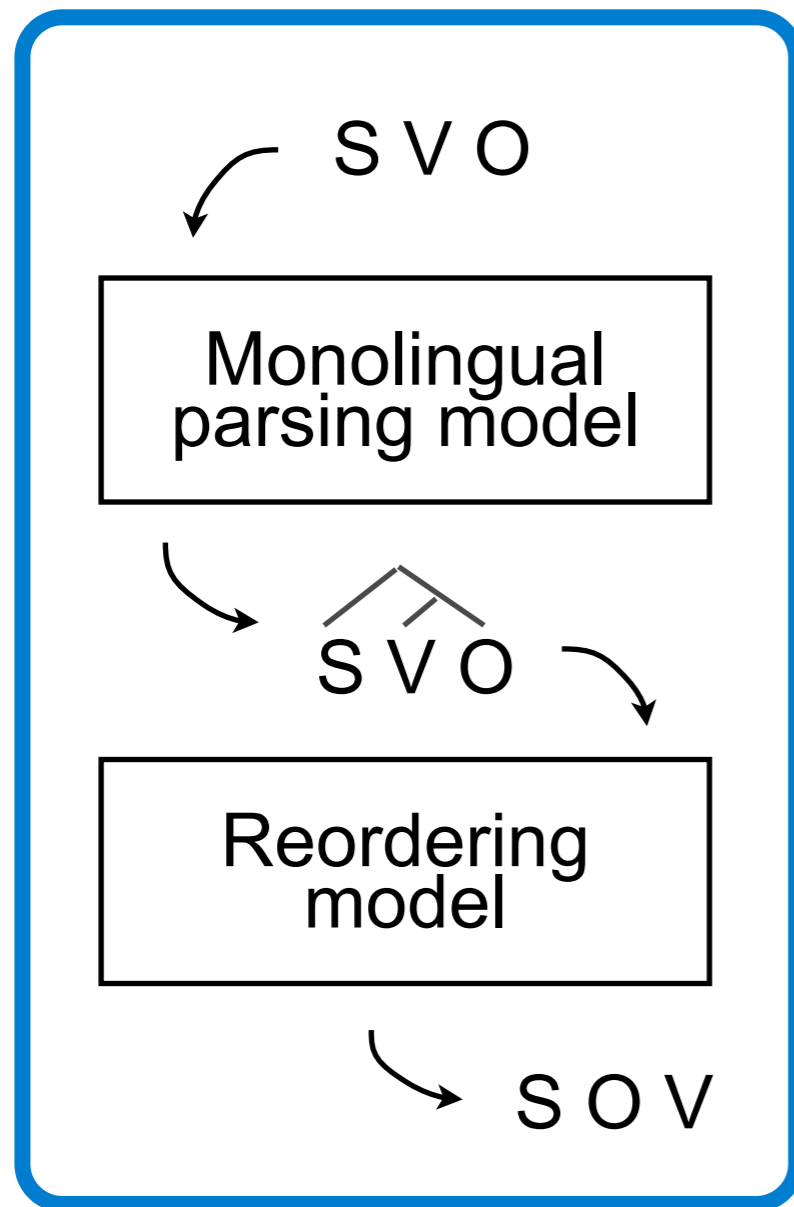 S V O
Monolingual
parsing model
S V O
Reordering
model
S O V